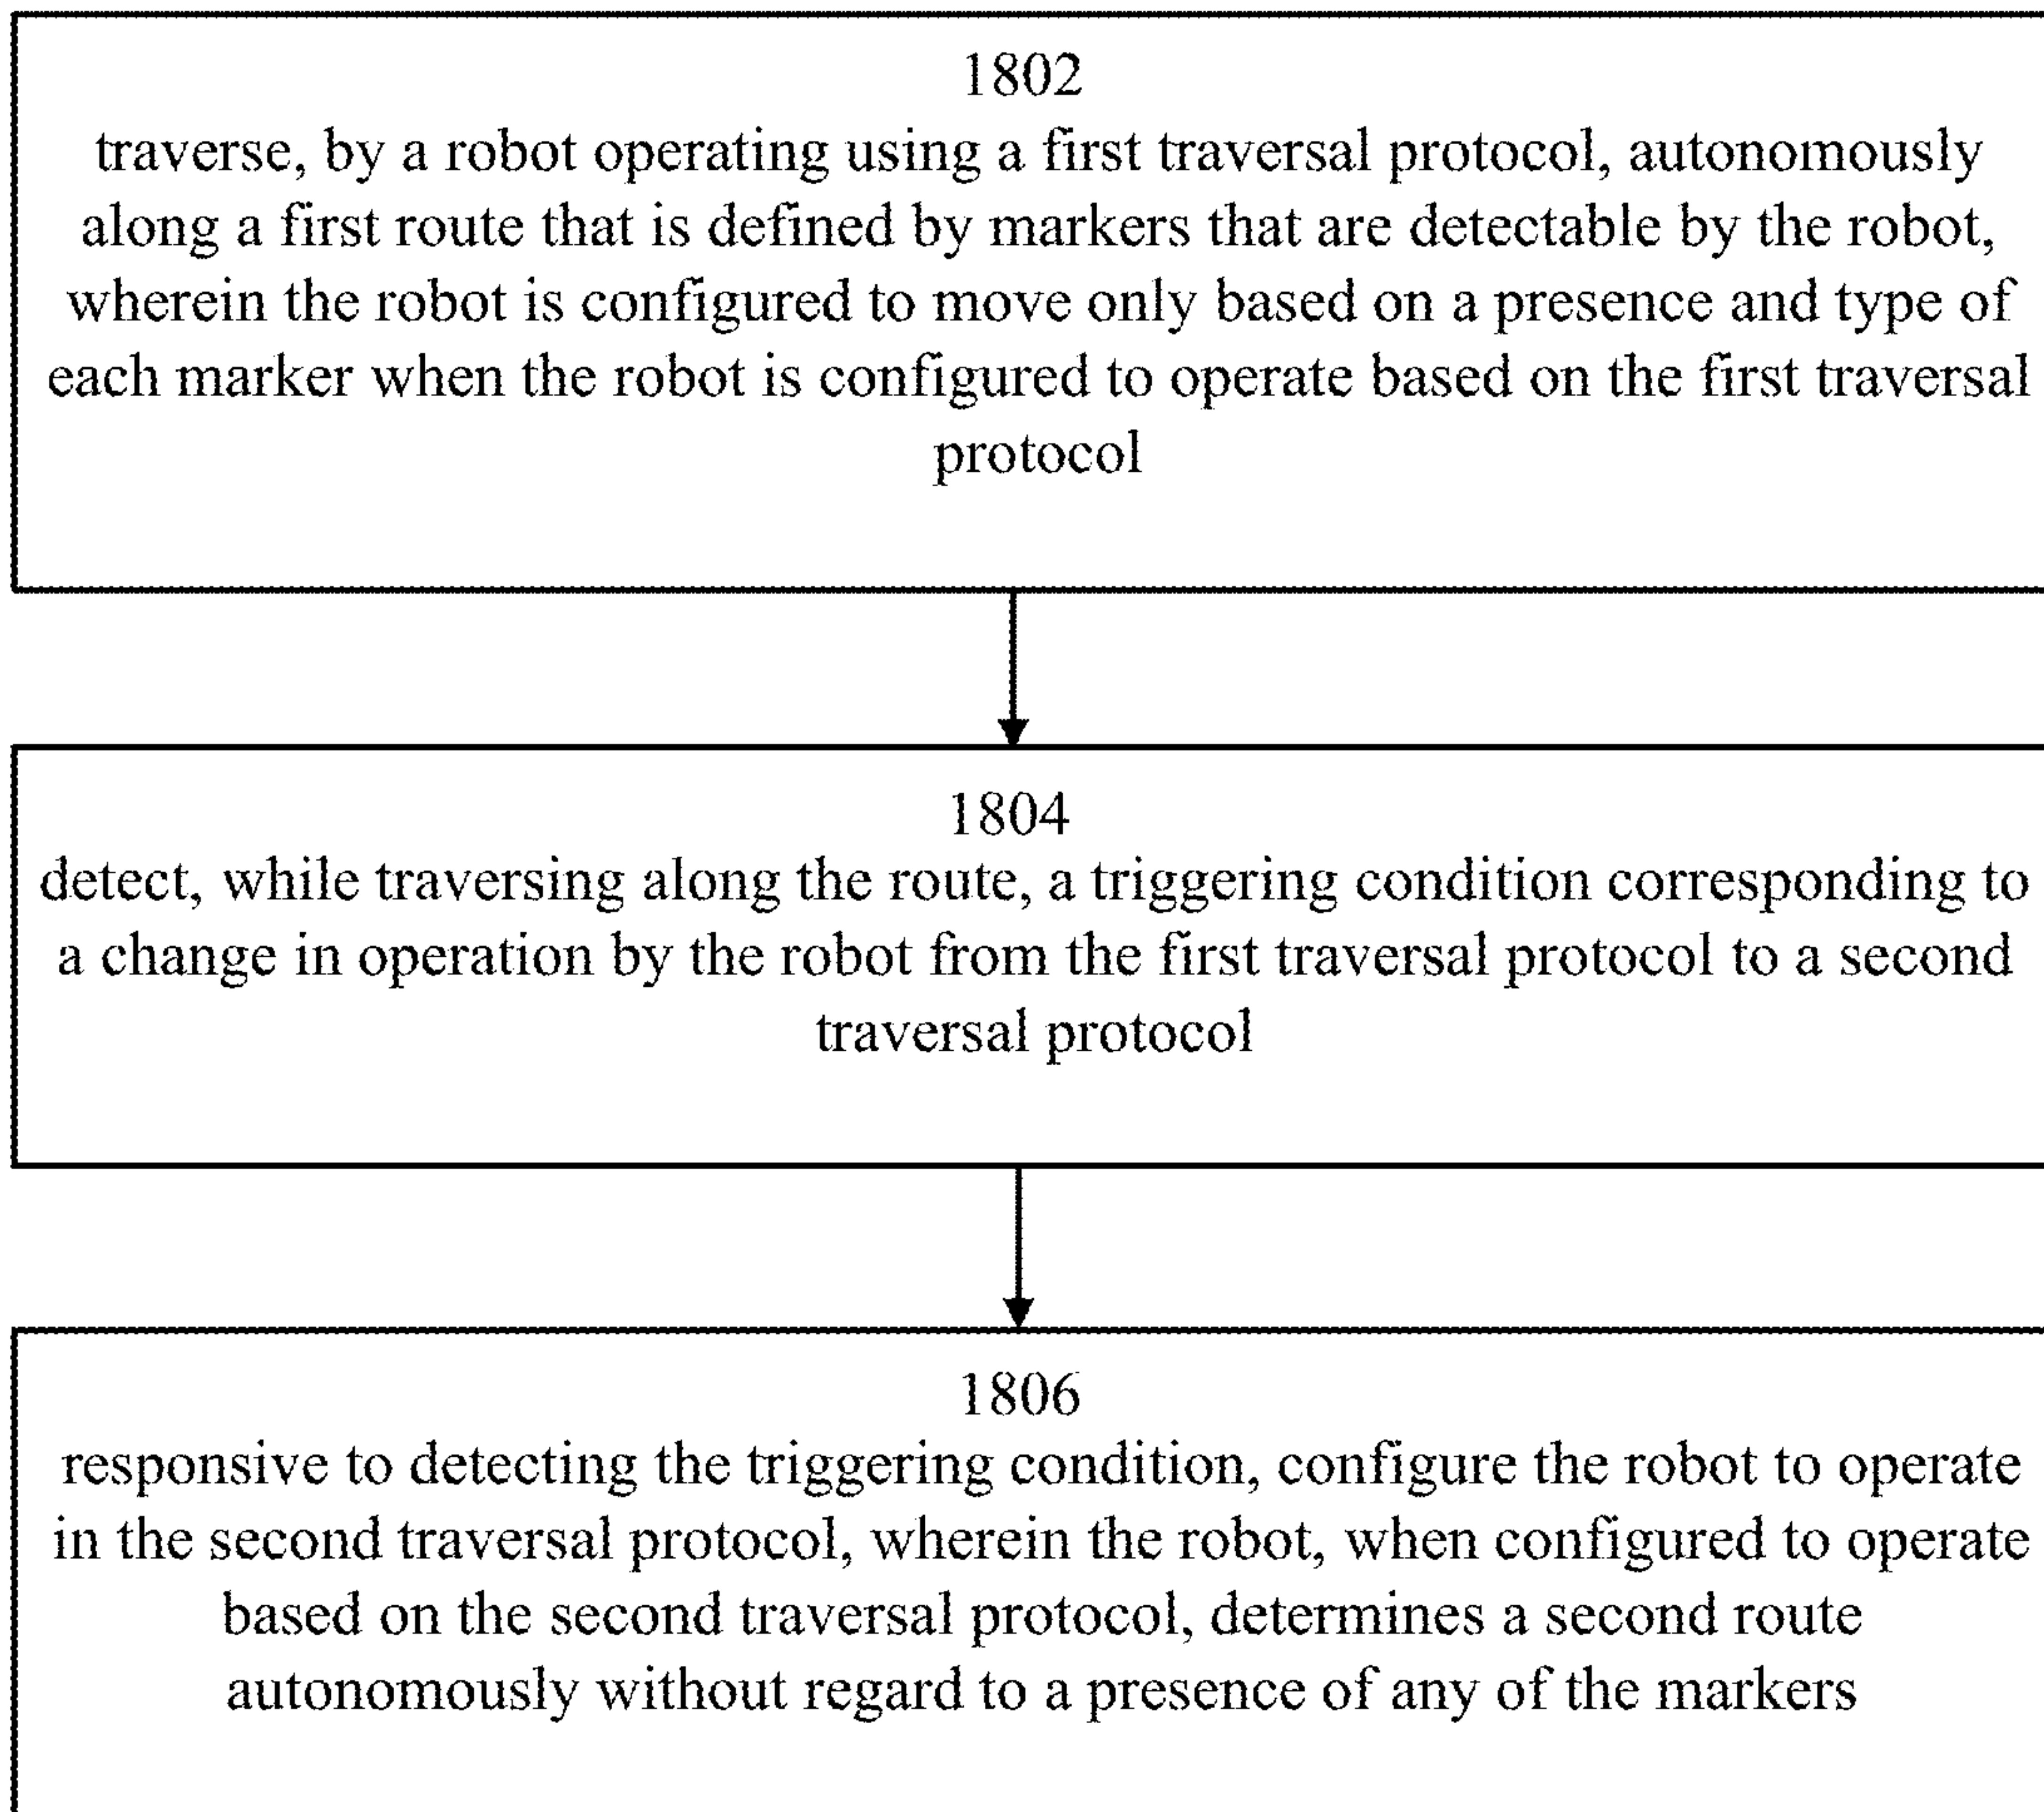 1802
traverse, by a robot operating using a first traversal protocol, autonomously
along a first route that is defined by markers that are detectable by the robot,
wherein the robot is configured to move only based on a presence and type of
each marker when the robot is configured to operate based on the first traversal
protocol
1804
detect, while traversing along the route, a triggering condition corresponding to
a change in operation by the robot from the first traversal protocol to a second
traversal protocol
1806
responsive to detecting the triggering condition, configure the robot to operate
in the second traversal protocol, wherein the robot, when configured to operate
based on the second traversal protocol, determines a second route
autonomously without regard to a presence of any of the markers